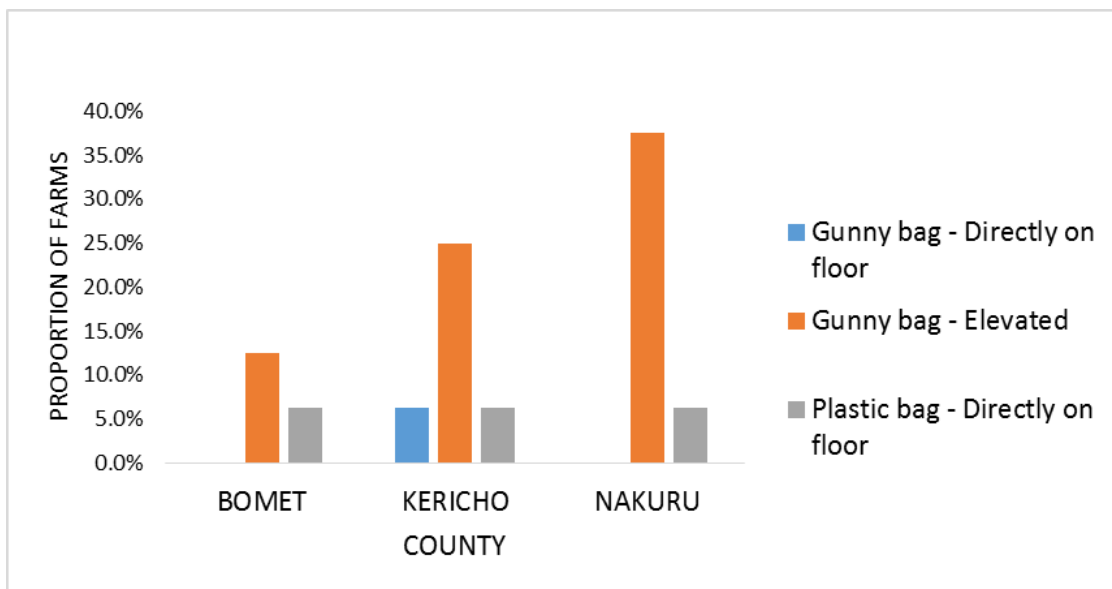 PROPORTION OF FARMS
40.0%
35.0%
30.0%
25.0%
20.0%
15.0%
10.0%
5.0%
0.0%
BOMET
KERICHO
NAKURU
COUNTY
Gunny bag - Directly on
floor
Gunny bag - Elevated
Plastic bag - Directly on
floor